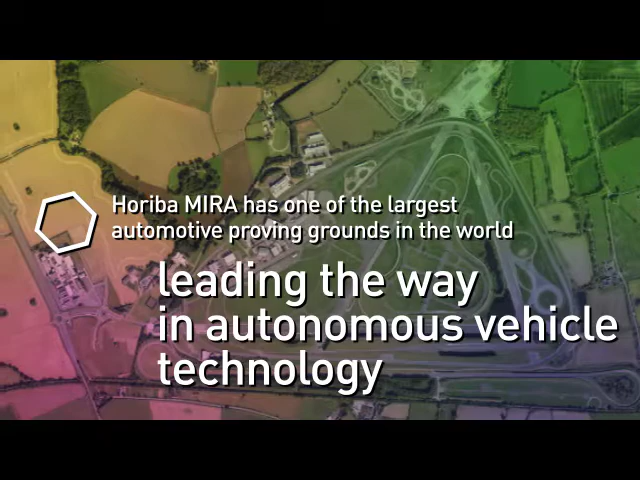 Horiba MIRA has one of the largest
automotive proving grounds in the world
leading the way
in autonomous vehicle
technology